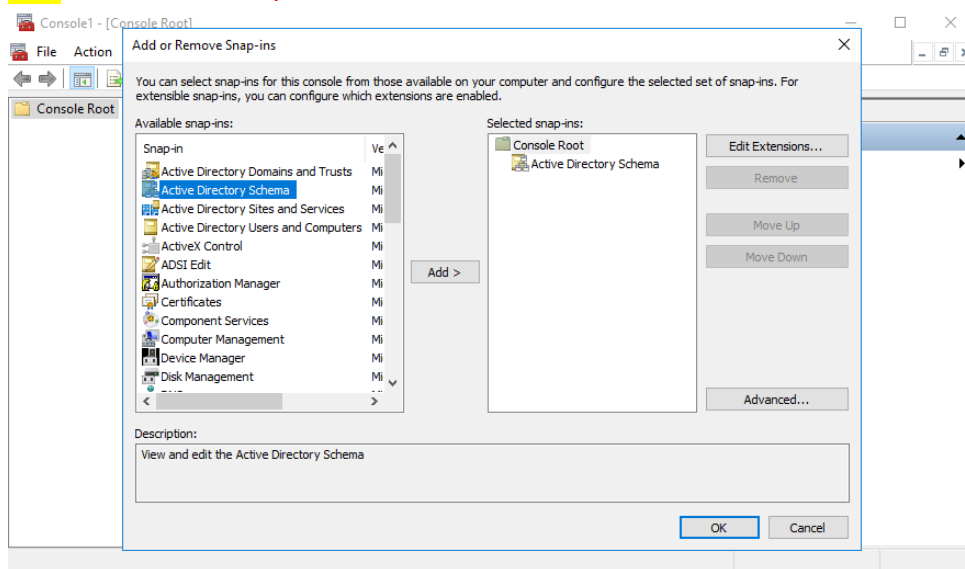 Console1 - [Console Root]
File Action
Add or Remove Snap-ins
You can select snap-ins for this console from those available on your computer and configure the selected set of snap-ins. For
extensible snap-ins, you can configure which extensions are enabled.
Console Root
Available snap-ins:
Snap-in Ve
Active Directory Domains and Trusts Mi
Active Directory Schema Mi
Active Directory Sites and Services Mi
Active Directory Users and Computers Mi
ActiveX Control Mi
ADSI Edit Mi
Authorization Manager Mi
Certificates Mi
Component Services Mi
Computer Management Mi
Device Manager Mi
Disk Management Mi
Add >
Selected snap-ins:
Console Root
Active Directory Schema
Edit Extensions...
Remove
Move Up
Move Down
Advanced...
Description:
View and edit the Active Directory Schema
OK Cancel